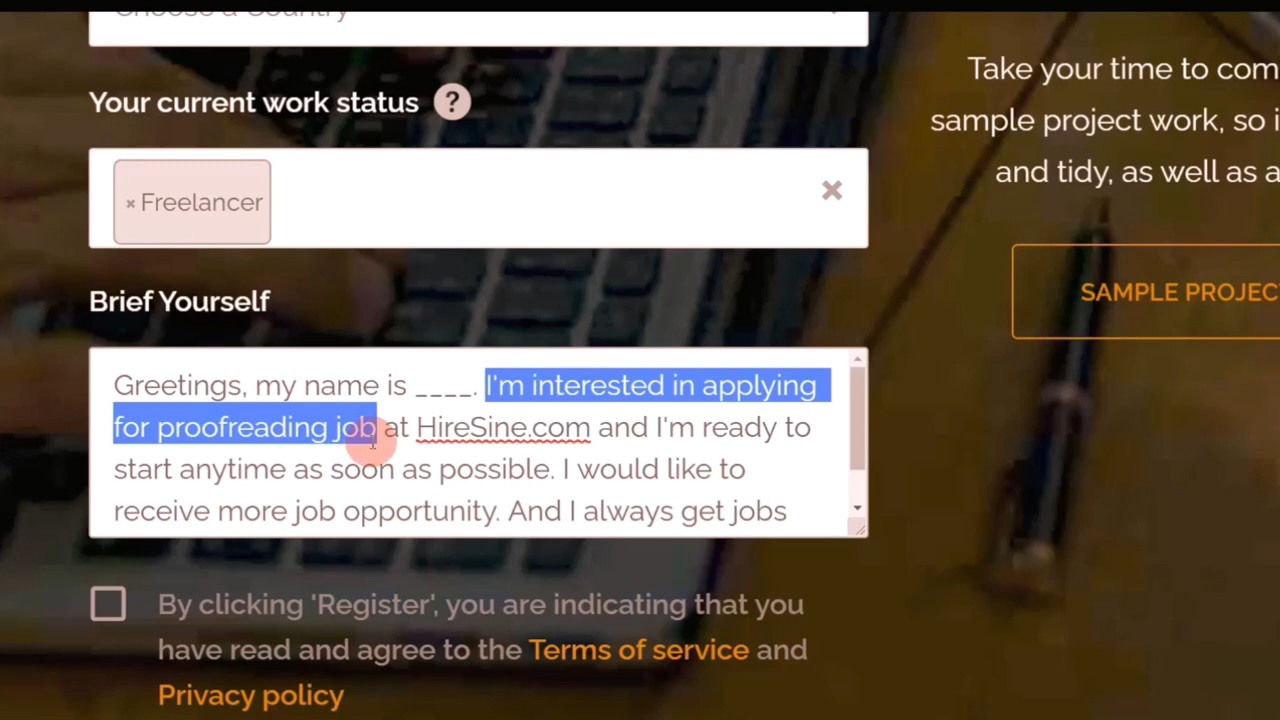 Choose a Country
Take your time to com
Your current work status ?
sample project work, so i
and tidy, as well as a
× Freelancer ×
SAMPLE PROJEC
Brief Yourself
Greetings, my name is ____. I'm interested in applying
for proofreading job at HireSine.com and I'm ready to
start anytime as soon as possible. I would like to
receive more job opportunity. And I always get jobs
By clicking 'Register', you are indicating that you
have read and agree to the Terms of service and
Privacy policy